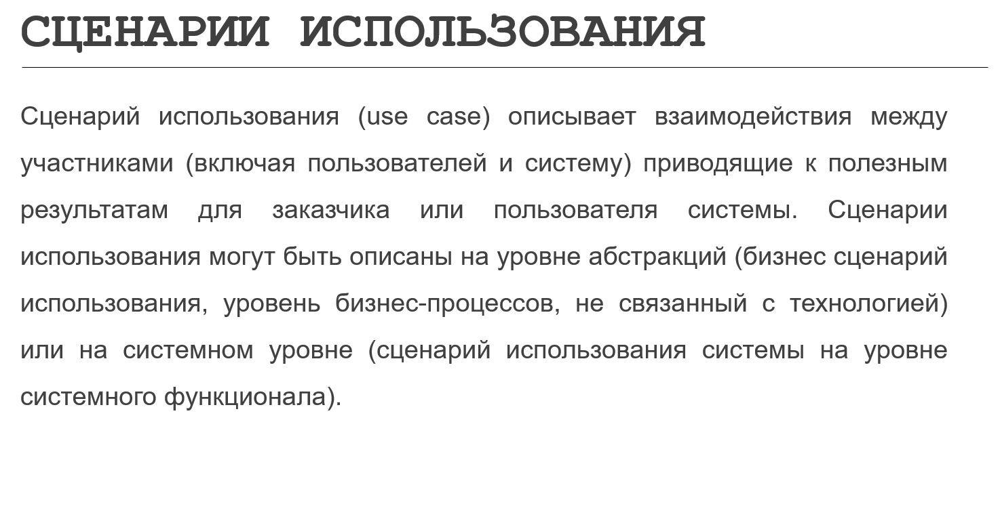 СЦЕНАРИИ ИСПОЛЬЗОВАНИЯ
Сценарий использования (use case) описывает взаимодействия между
участниками (включая пользователей и систему) приводящие к полезным
результатам для заказчика или пользователя системы. Сценарии
использования могут быть описаны на уровне абстракций (бизнес сценарий
использования, уровень бизнес-процессов, не связанный с технологией)
или на системном уровне (сценарий использования системы на уровне
системного функционала).